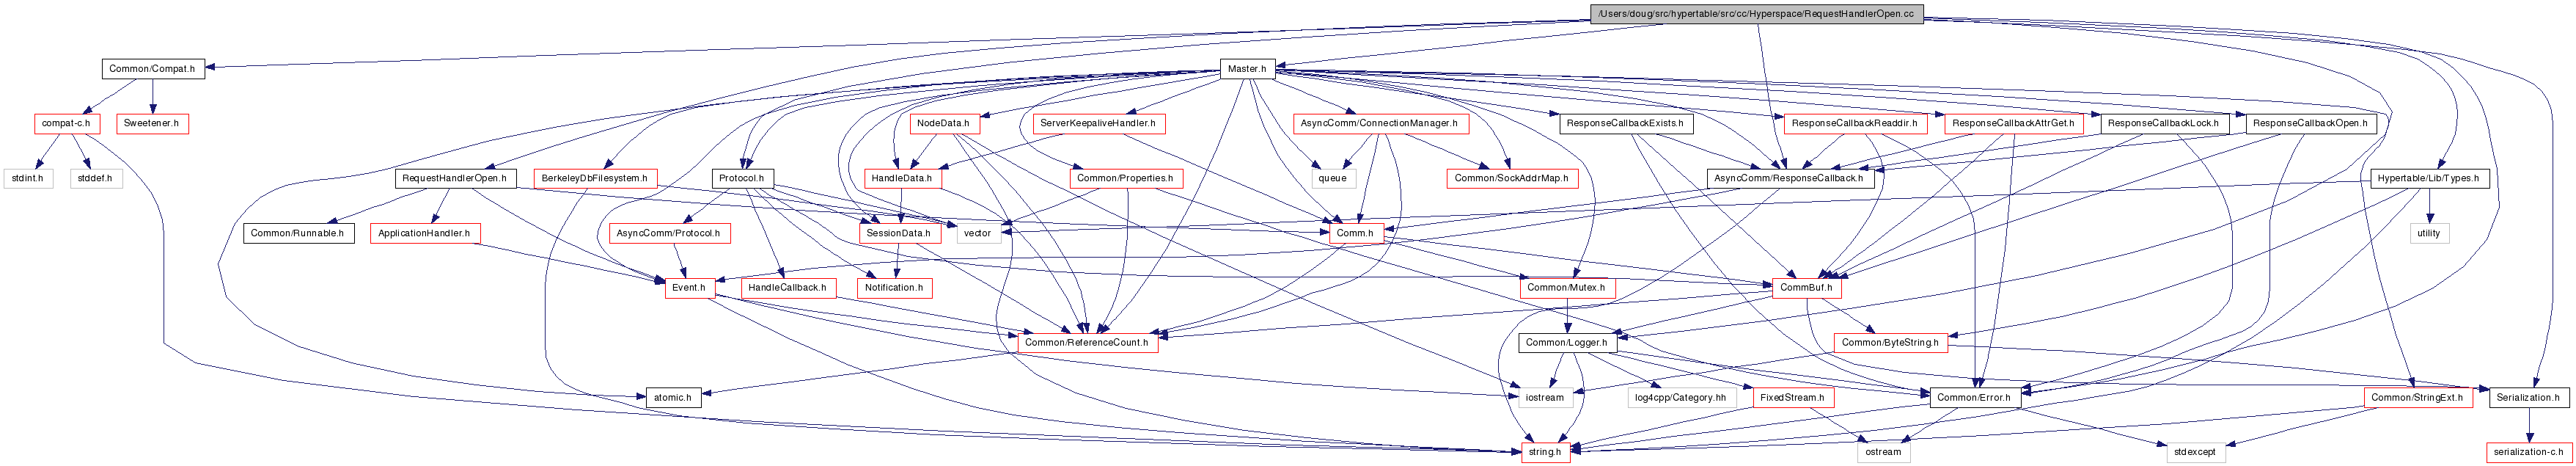 /Users/doug/src/hypertable/src/cc/Hyperspace/RequestHandlerOpen.cc
Common/Compat.h
Master.h
compat-c.h
Sweetener.h
NodeData.h
ServerKeepaliveHandler.h
AsyncComm/ConnectionManager.h
ResponseCallbackExists.h
ResponseCallbackReaddir.h
ResponseCallbackAttrGet.h
ResponseCallbackLock.h
ResponseCallbackOpen.h
stdint.h
stddef.h
RequestHandlerOpen.h
BerkeleyDbFilesystem.h
Protocol.h
HandleData.h
Common/Properties.h
queue
Common/SockAddrMap.h
AsyncComm/ResponseCallback.h
Hypertable/Lib/Types.h
Common/Runnable.h
ApplicationHandler.h
AsyncComm/Protocol.h
SessionData.h
vector
Comm.h
utility
Event.h
HandleCallback.h
Notification.h
Common/Mutex.h
CommBuf.h
Common/ReferenceCount.h
Common/Logger.h
Common/ByteString.h
atomic.h
iostream
log4cpp/Category.hh
FixedStream.h
Common/Error.h
Common/StringExt.h
Serialization.h
string.h
ostream
stdexcept
serialization-c.h